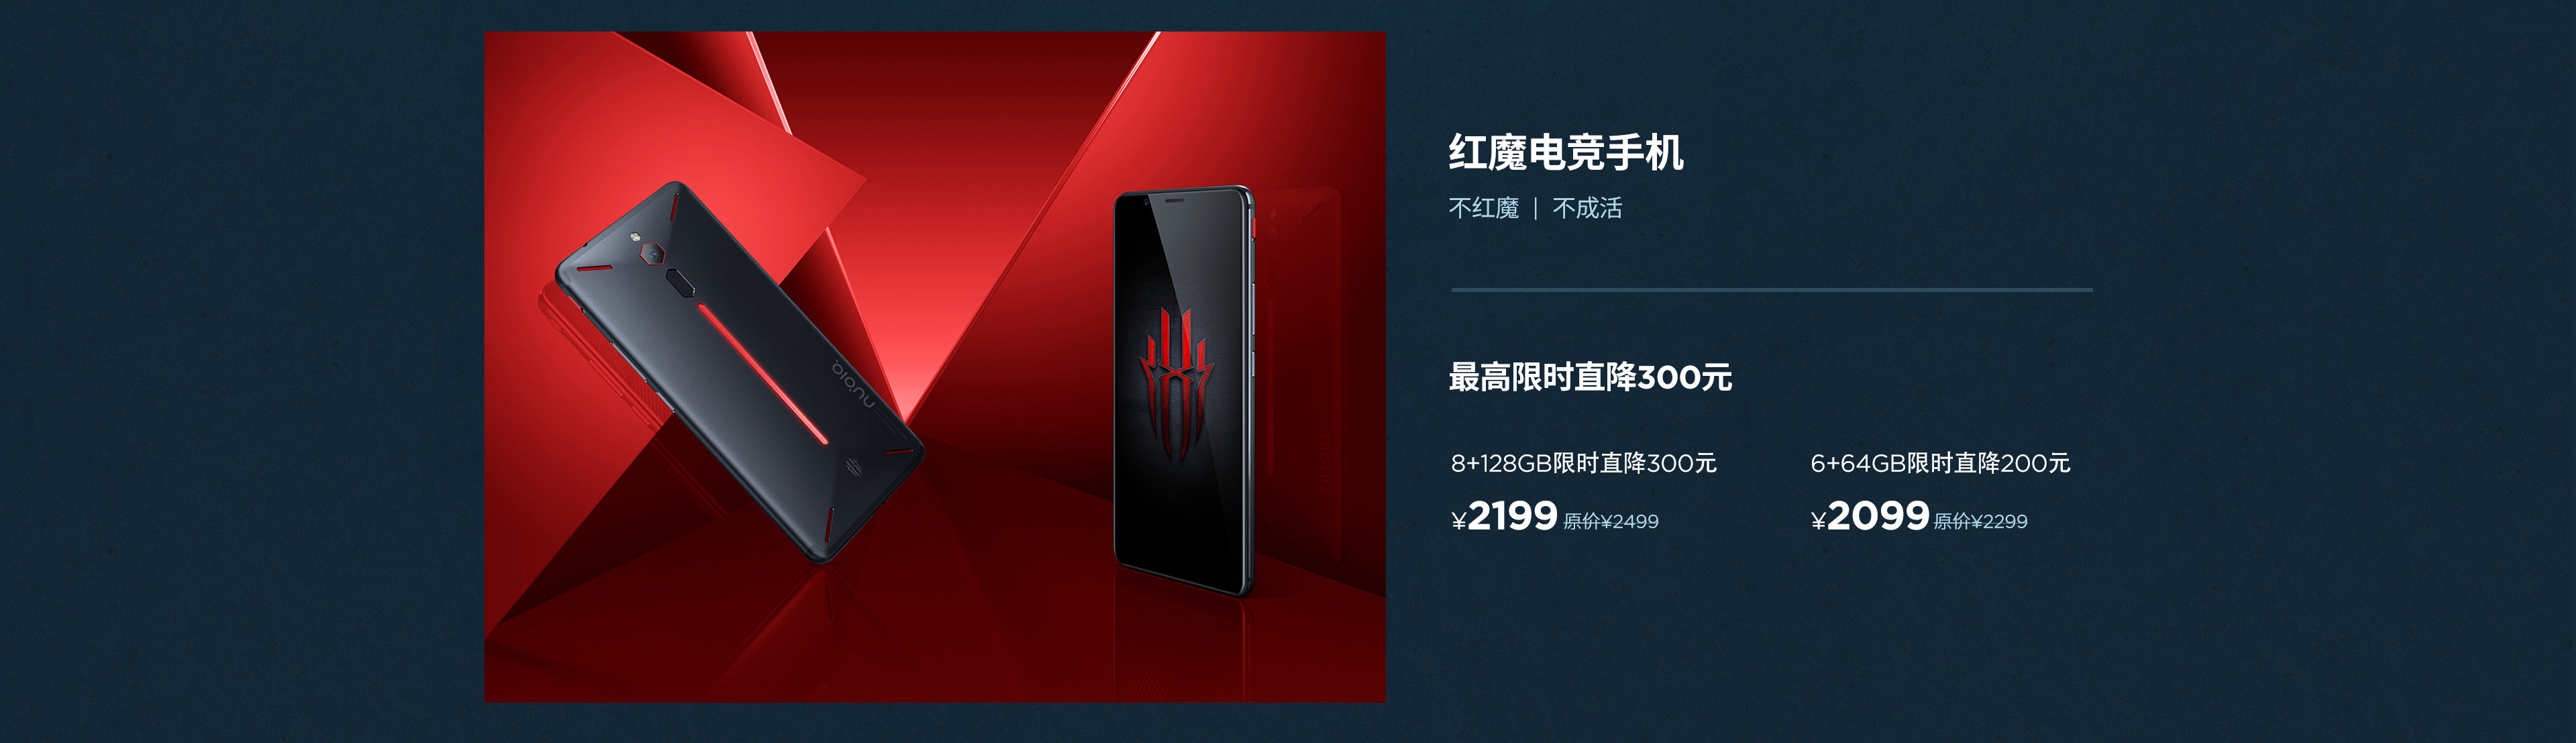 nubia
红魔电竞手机
不红魔 | 不成活
最高限时直降300元
8+128GB限时直降300元
¥2199 原价¥2499
6+64GB限时直降200元
¥2099 原价¥2299